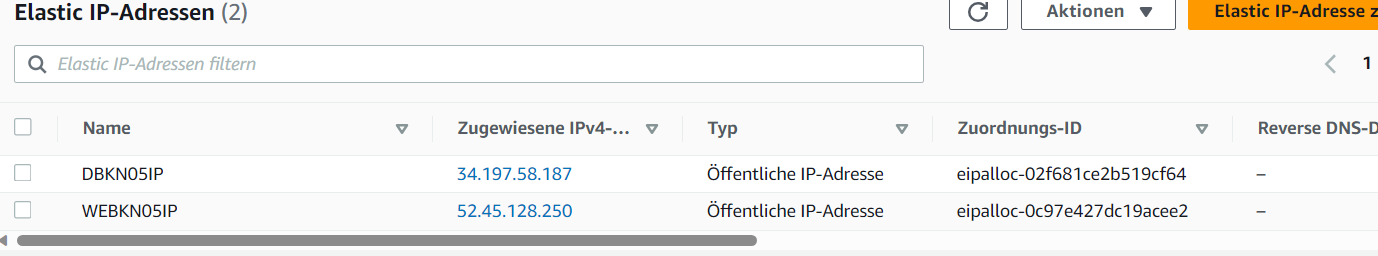 Elastic IP-Adressen (2)
Aktionen
Elastic IP-Adresse z
Elastic IP-Adressen filtern
1
Name Zugewiesene IPv4-... Typ Zuordnungs-ID Reverse DNS-D
DBKN05IP 34.197.58.187 Öffentliche IP-Adresse eipalloc-02f681ce2b519cf64 –
WEBKN05IP 52.45.128.250 Öffentliche IP-Adresse eipalloc-0c97e427dc19acee2 –